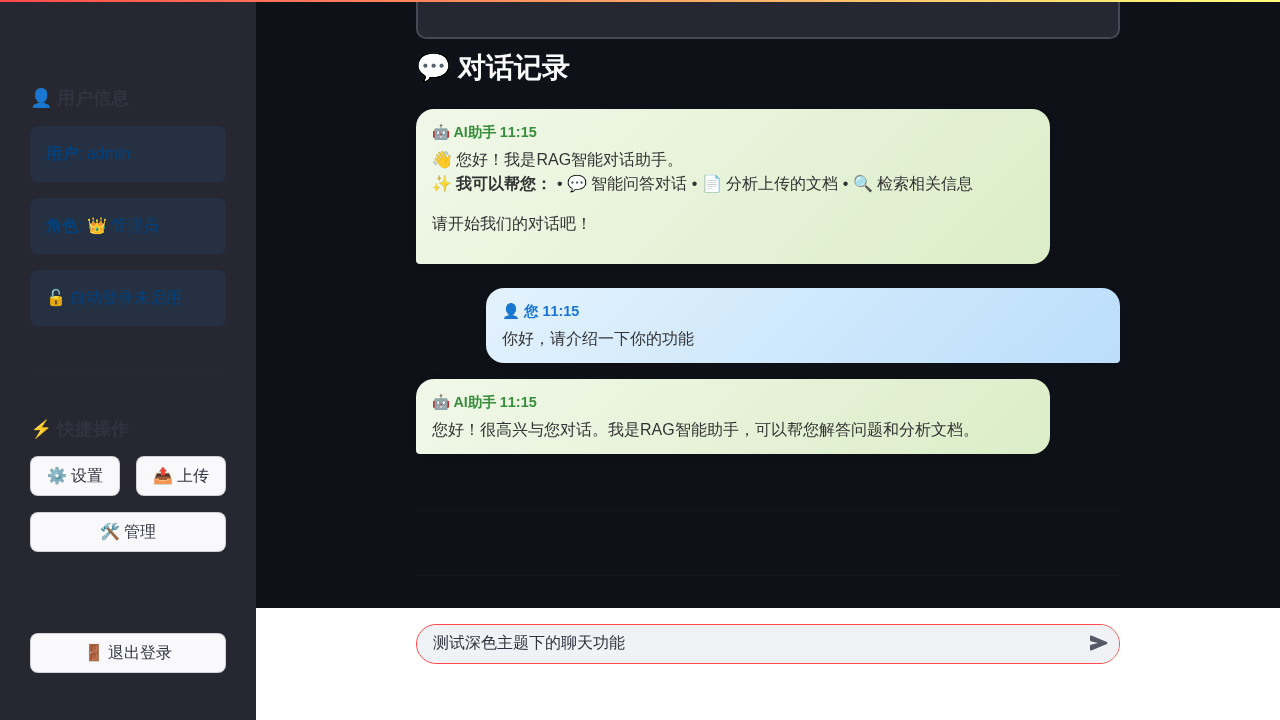 👤 用户信息
用户: admin
角色: 👑 管理员
🔓 自动登录未启用
⚡ 快捷操作
⚙️ 设置
📤 上传
🛠️ 管理
🚪 退出登录
💬 对话记录
🤖 AI助手 11:15
👋 您好！我是RAG智能对话助手。
✨ 我可以帮您： • 💬 智能问答对话 • 📄 分析上传的文档 • 🔍 检索相关信息
请开始我们的对话吧！
👤 您 11:15
你好，请介绍一下你的功能
🤖 AI助手 11:15
您好！很高兴与您对话。我是RAG智能助手，可以帮您解答问题和分析文档。
测试深色主题下的聊天功能